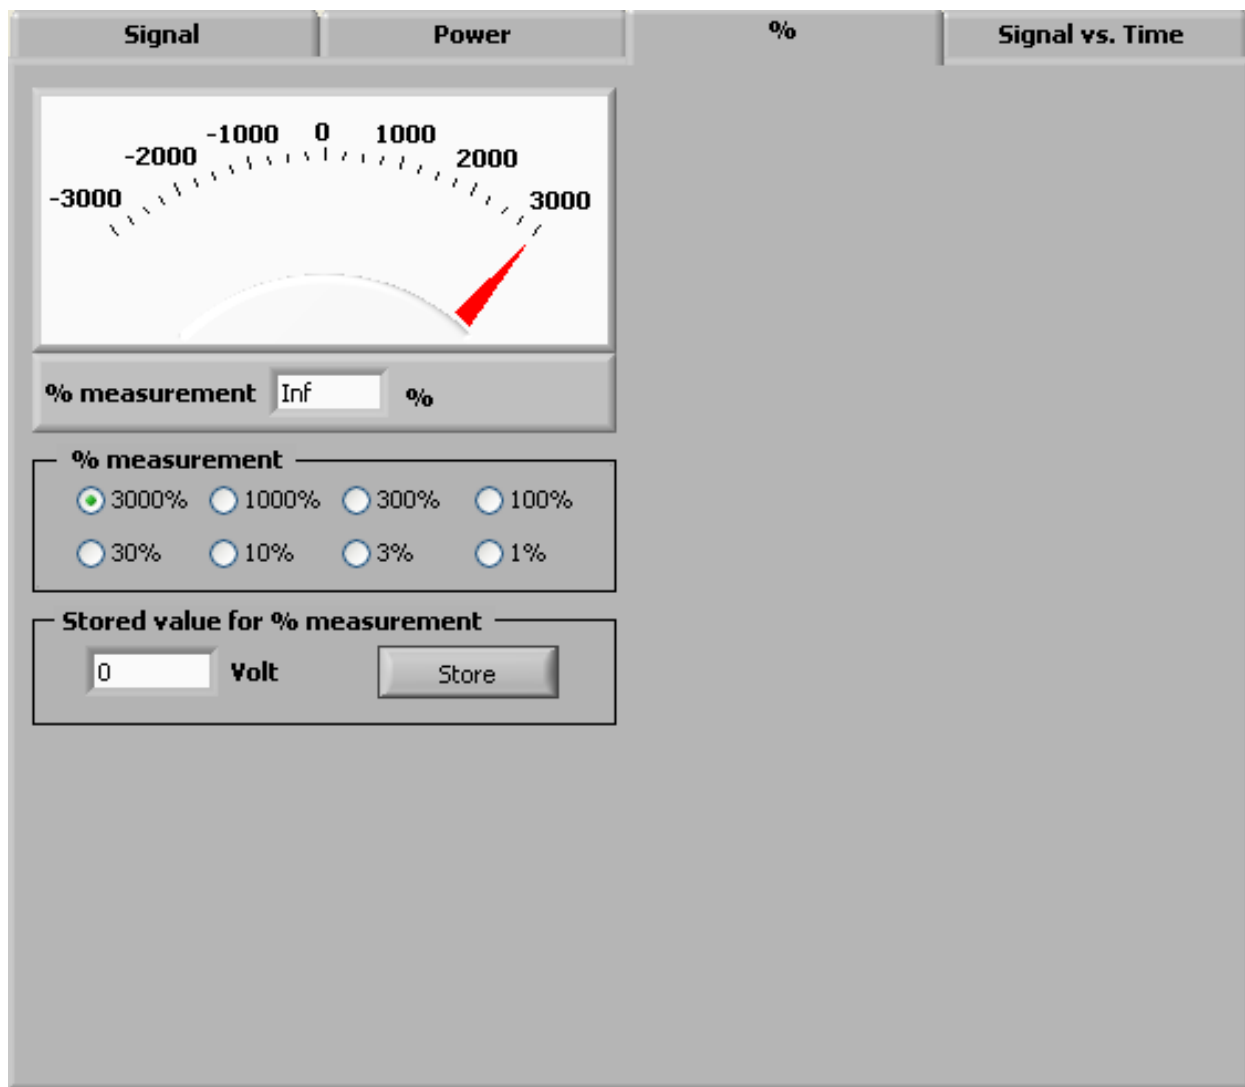 Signal Power % Signal vs. Time
-1000 0 1000
-2000 2000
-3000 3000
% measurement Inf %
% measurement
3000% 1000% 300% 100%
30% 10% 3% 1%
Stored value for % measurement
0 Volt Store